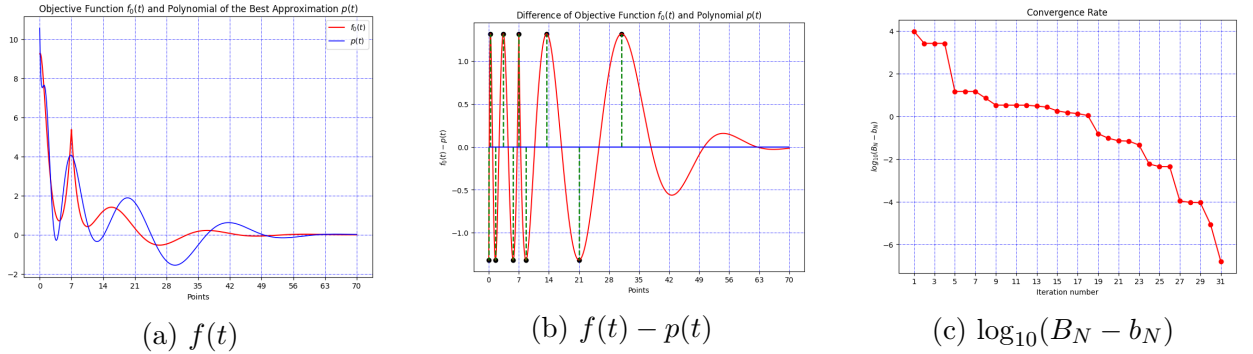 Objective Function f₀(t) and Polynomial of the Best Approximation p(t)
f₀(t)
p(t)
10
8
6
4
2
0
−2
0 7 14 21 28 35 42 49 56 63 70
Points
(a) f(t)
Difference of Objective Function f₀(t) and Polynomial p(t)
f₀(t) − p(t)
1.0
0.5
0.0
−0.5
−1.0
0 7 14 21 28 35 42 49 56 63 70
Points
(b) f(t) − p(t)
Convergence Rate
log₁₀(B_N − b_N)
4
2
0
−2
−4
−6
1 3 5 7 9 11 13 15 17 19 21 23 25 27 29 31
Iteration number
(c) log₁₀(B_N − b_N)